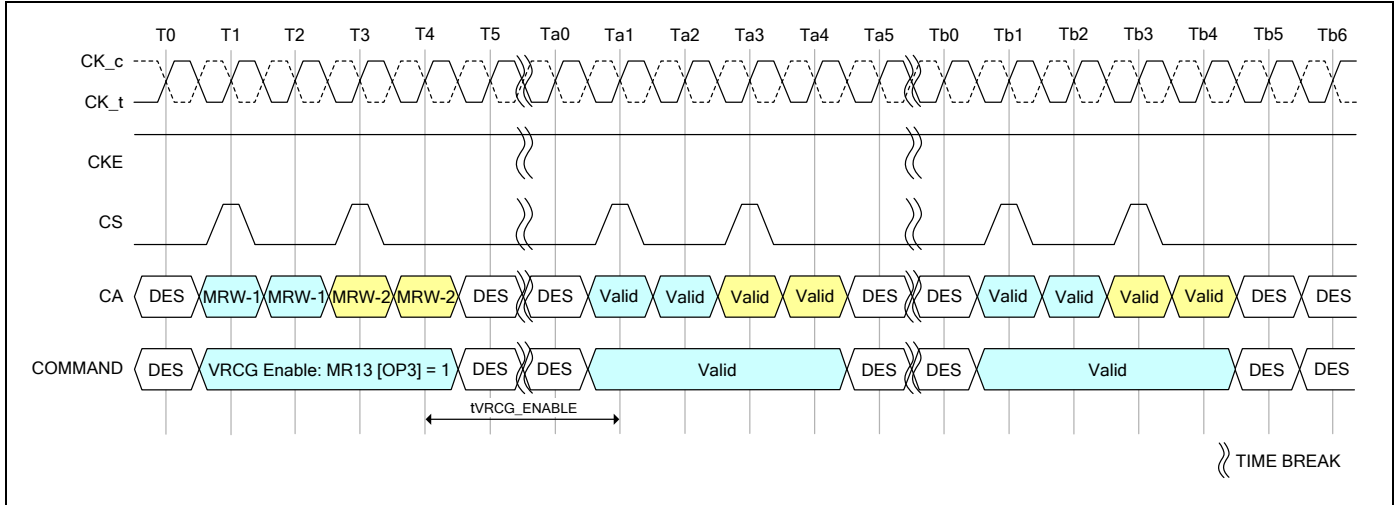 T0 T1 T2 T3 T4 T5 Ta0 Ta1 Ta2 Ta3 Ta4 Ta5 Tb0 Tb1 Tb2 Tb3 Tb4 Tb5 Tb6
CK_c
CK_t
CKE
CS
CA DES MRW-1 MRW-1 MRW-2 MRW-2 DES DES Valid Valid Valid Valid DES DES Valid Valid Valid Valid DES DES
COMMAND DES VRCG Enable: MR13 [OP3] = 1 DES DES Valid DES DES Valid DES DES
tVRCG_ENABLE
TIME BREAK